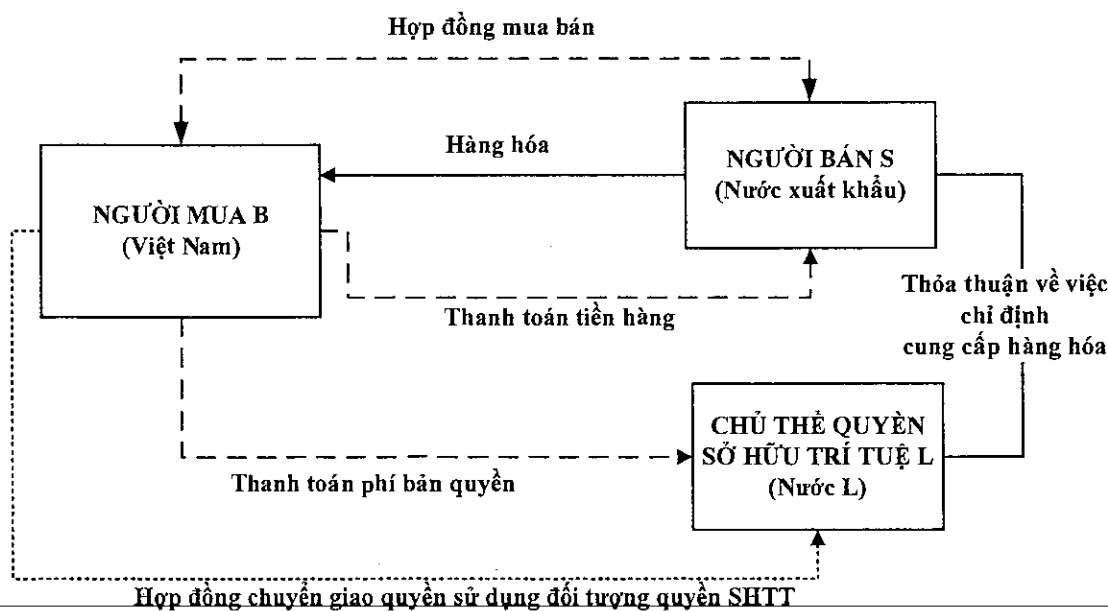 Hợp đồng mua bán
Hàng hóa
NGƯỜI BÁN S
(Nước xuất khẩu)
NGƯỜI MUA B
(Việt Nam)
Thanh toán tiền hàng
Thỏa thuận về việc
chỉ định
cung cấp hàng hóa
CHỦ THỂ QUYỀN
SỞ HỮU TRÍ TUỆ L
(Nước L)
Thanh toán phí bản quyền
Hợp đồng chuyển giao quyền sử dụng đối tượng quyền SHTT